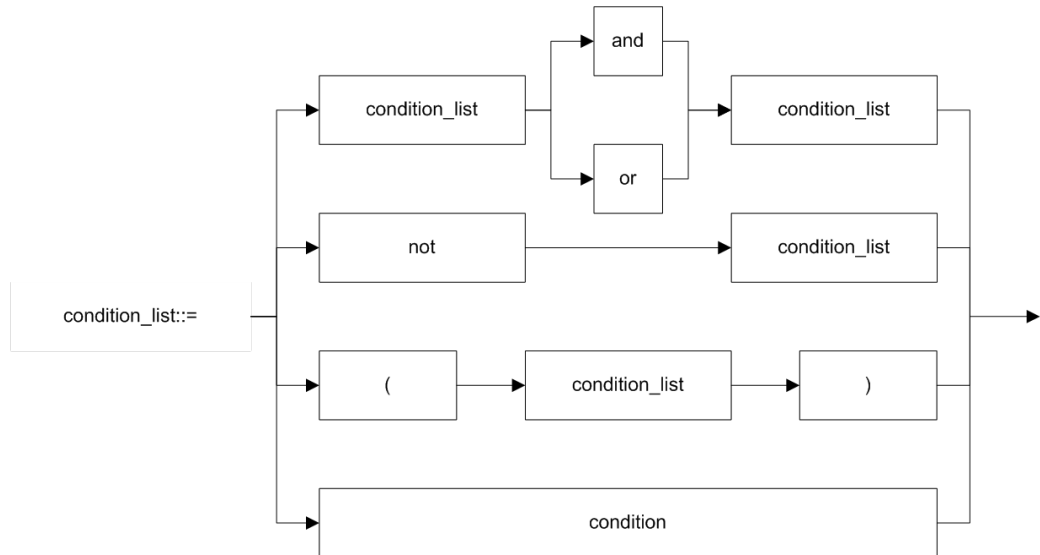 and
condition_list
condition_list
or
not
condition_list
condition_list::=
(
condition_list
)
condition